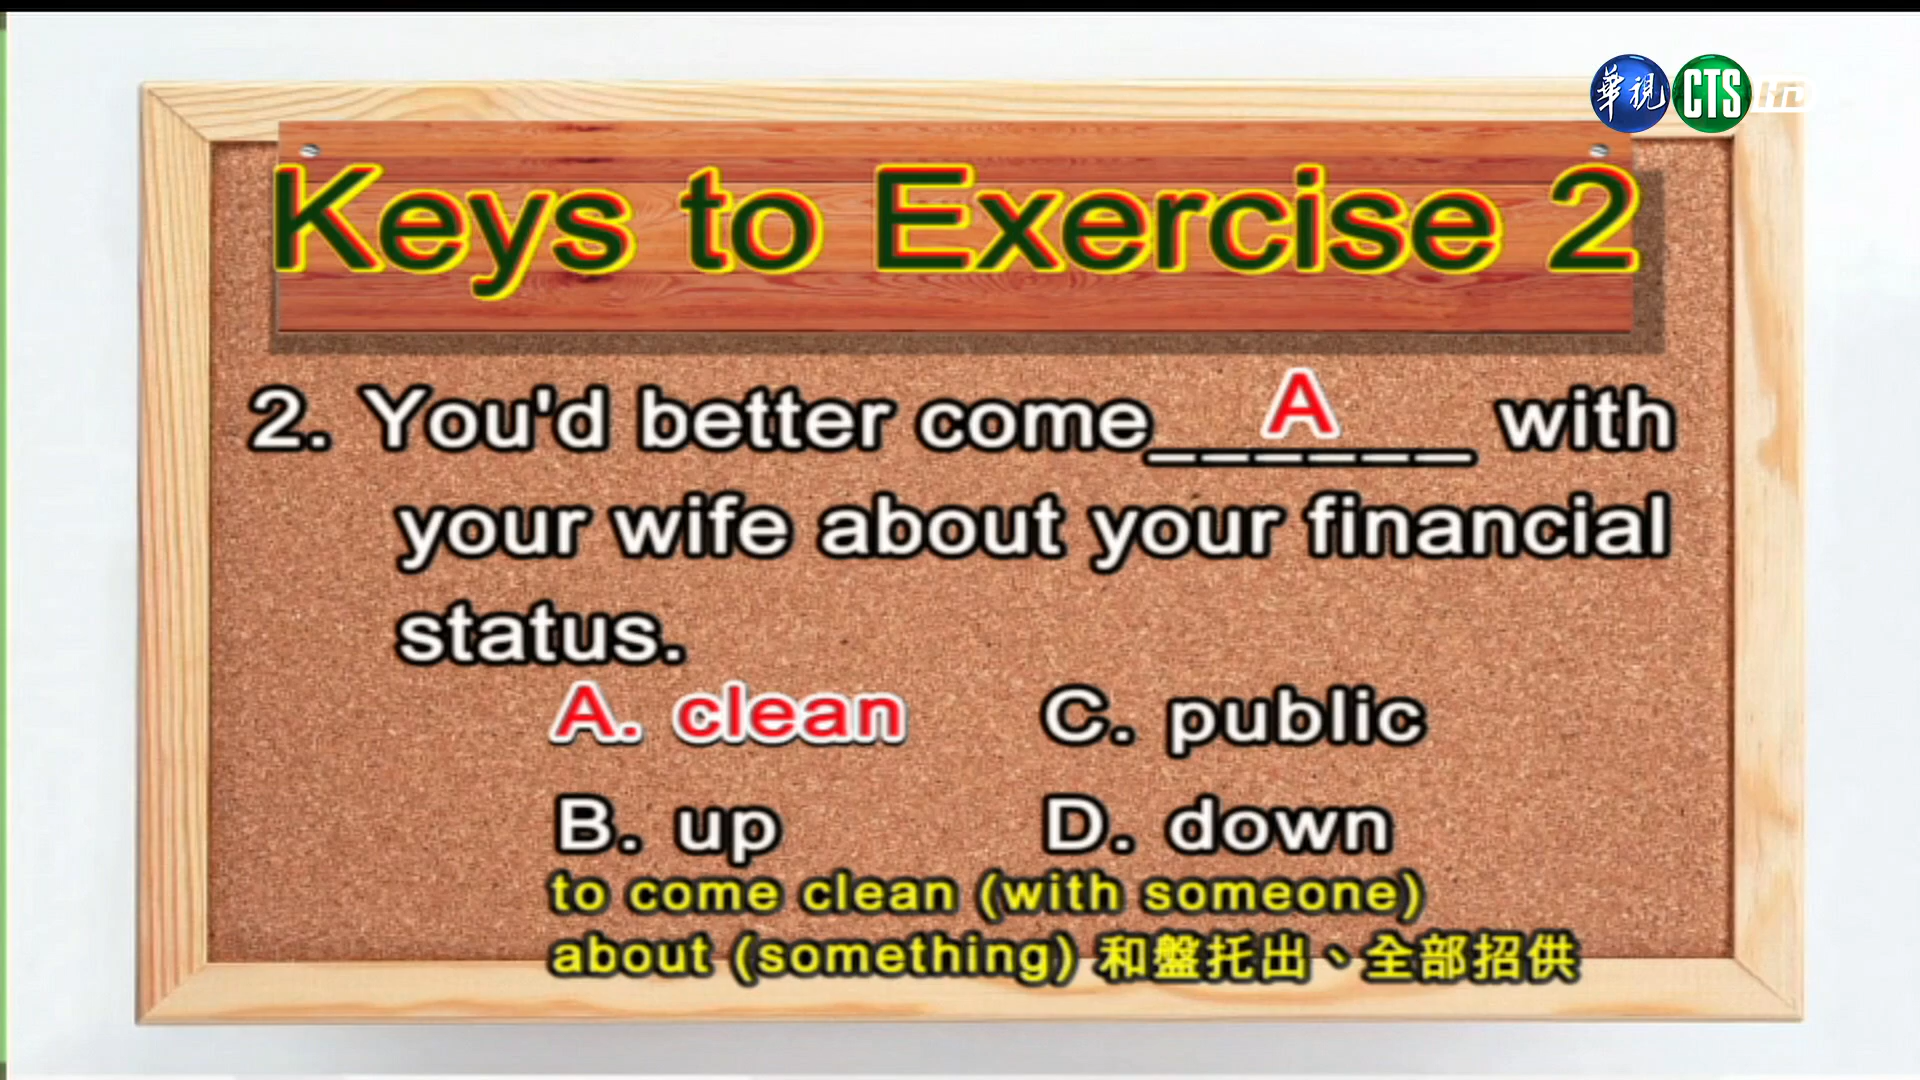 華視 CTS HD
Keys to Exercise 2
2. You'd better come______ with
A
your wife about your financial
status.
A. clean C. public
B. up D. down
to come clean (with someone)
about (something) 和盤托出、全部招供